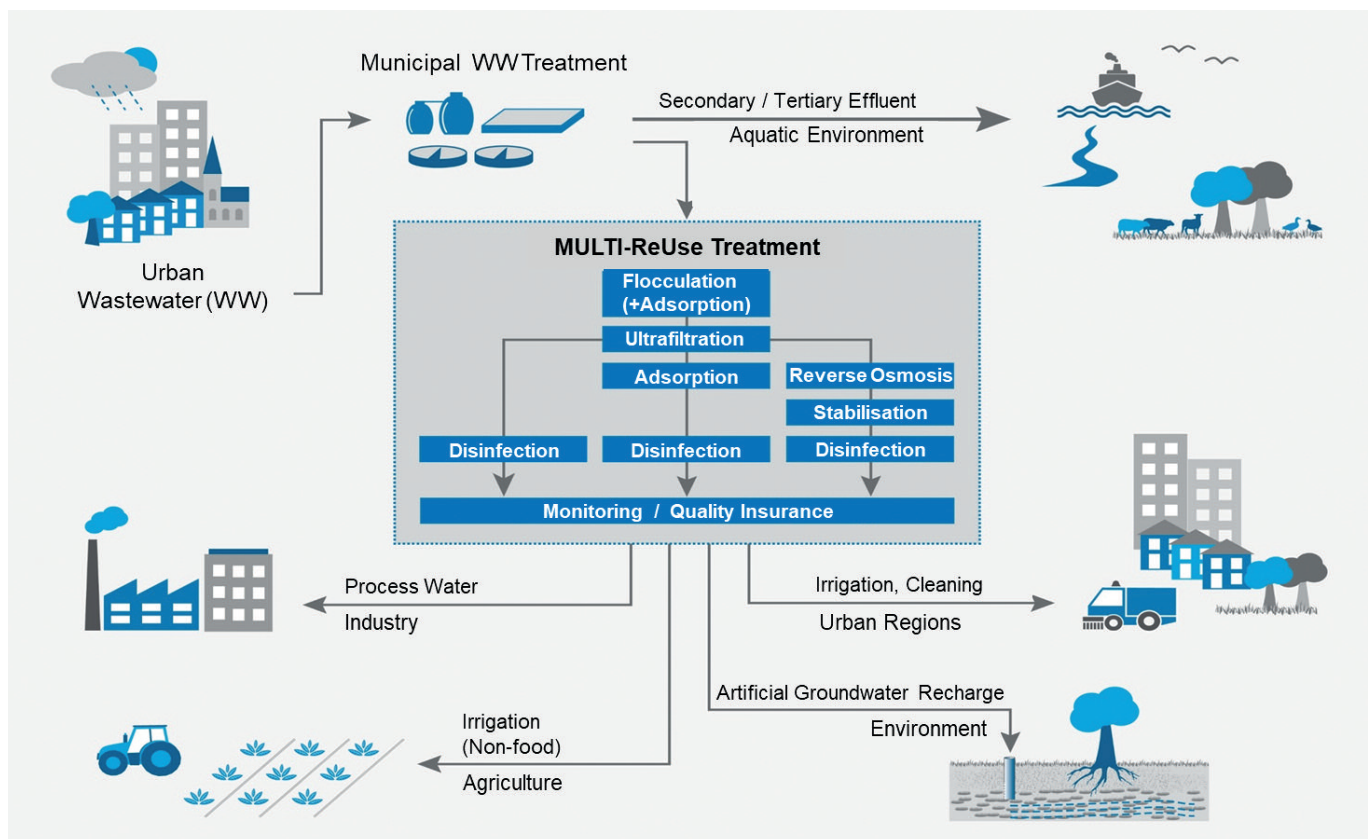 Municipal WW Treatment
Secondary / Tertiary Effluent
Aquatic Environment
Urban
Wastewater (WW)
MULTI-ReUse Treatment
Flocculation
(+Adsorption)
Ultrafiltration
Adsorption
Reverse Osmosis
Stabilisation
Disinfection
Disinfection
Disinfection
Monitoring / Quality Insurance
Process Water
Industry
Irrigation, Cleaning
Urban Regions
Irrigation
(Non-food)
Agriculture
Artificial Groundwater Recharge
Environment